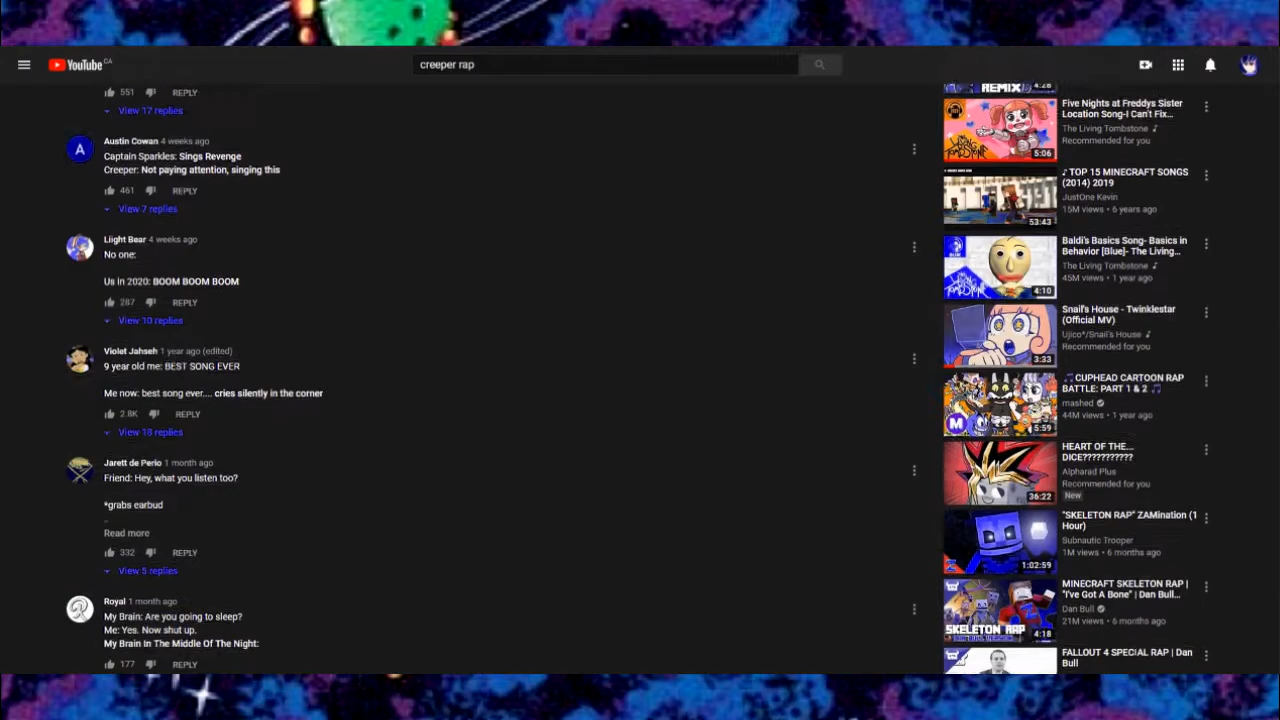 YouTube CA
creeper rap
551 REPLY
View 17 replies
Austin Cowan 4 weeks ago
Captain Sparkles: Sings Revenge
Creeper: Not paying attention, singing this
461 REPLY
View 7 replies
Liight Bear 4 weeks ago
No one:
Us in 2020: BOOM BOOM BOOM
287 REPLY
View 10 replies
Violet Jahseh 1 year ago (edited)
9 year old me: BEST SONG EVER
Me now: best song ever.... cries silently in the corner
2.8K REPLY
View 18 replies
Jarett de Perio 1 month ago
Friend: Hey, what you listen too?
*grabs earbud
Read more
332 REPLY
View 5 replies
Royal 1 month ago
My Brain: Are you going to sleep?
Me: Yes. Now shut up.
My Brain In The Middle Of The Night:
177 REPLY
REMIX
4:28
Five Nights at Freddys Sister
Location Song-I Can't Fix...
The Living Tombstone
Recommended for you
5:06
TOP 15 MINECRAFT SONGS
(2014) 2019
JustOne Kevin
15M views • 6 years ago
53:43
Baldi's Basics Song- Basics in
Behavior [Blue]- The Living...
The Living Tombstone
45M views • 1 year ago
4:10
Snail's House - Twinklestar
(Official MV)
Ujico*/Snail's House
Recommended for you
3:33
CUPHEAD CARTOON RAP
BATTLE: PART 1 & 2
mashed
44M views • 1 year ago
M
5:59
HEART OF THE...
DICE???????????
Alpharad Plus
Recommended for you
New
36:22
"SKELETON RAP" ZAMination (1
Hour)
Subnautic Trooper
1M views • 6 months ago
1:02:59
MINECRAFT SKELETON RAP |
"I've Got A Bone" | Dan Bull...
Dan Bull
21M views • 6 months ago
SKELETON RAP
4:18
FALLOUT 4 SPECIAL RAP | Dan
Bull